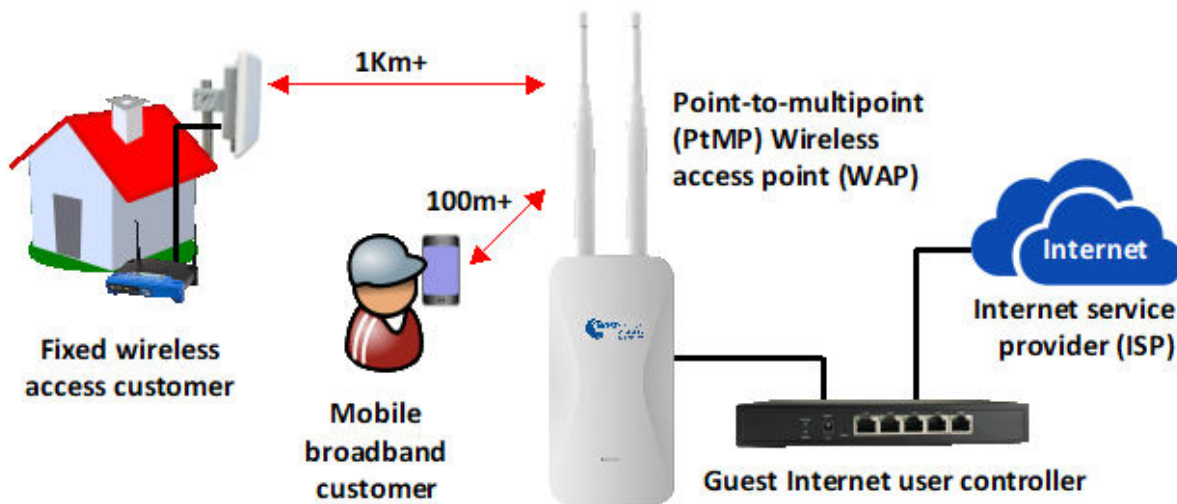 1Km+
Point-to-multipoint
(PtMP) Wireless
access point (WAP)
100m+
Internet
Internet service
provider (ISP)
Fixed wireless
access customer
Mobile
broadband
customer
Guest Internet user controller